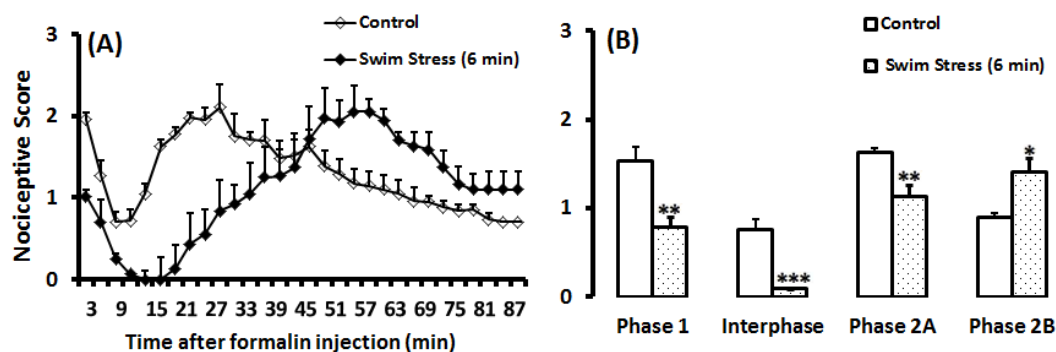 (A)
Control
Swim Stress (6 min)
Nociceptive Score
3
2
1
0
3 9 15 21 27 33 39 45 51 57 63 69 75 81 87
Time after formalin injection (min)
(B)
Control
Swim Stress (6 min)
3
2
1
0
** *** ** *
Phase 1 Interphase Phase 2A Phase 2B